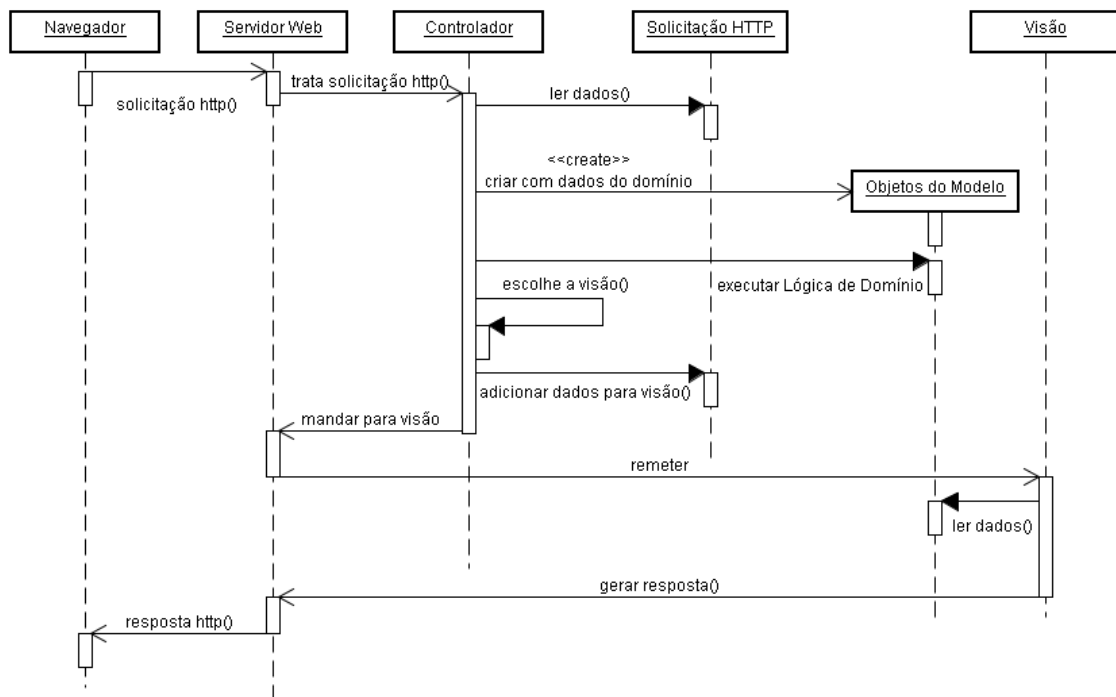 Navegador
Servidor Web
Controlador
Solicitação HTTP
Visão
solicitação http()
trata solicitação http()
ler dados()
<<create>>
criar com dados do domínio
Objetos do Modelo
executar Lógica de Domínio
escolhe a visão()
adicionar dados para visão()
mandar para visão
remeter
ler dados()
gerar resposta()
resposta http()